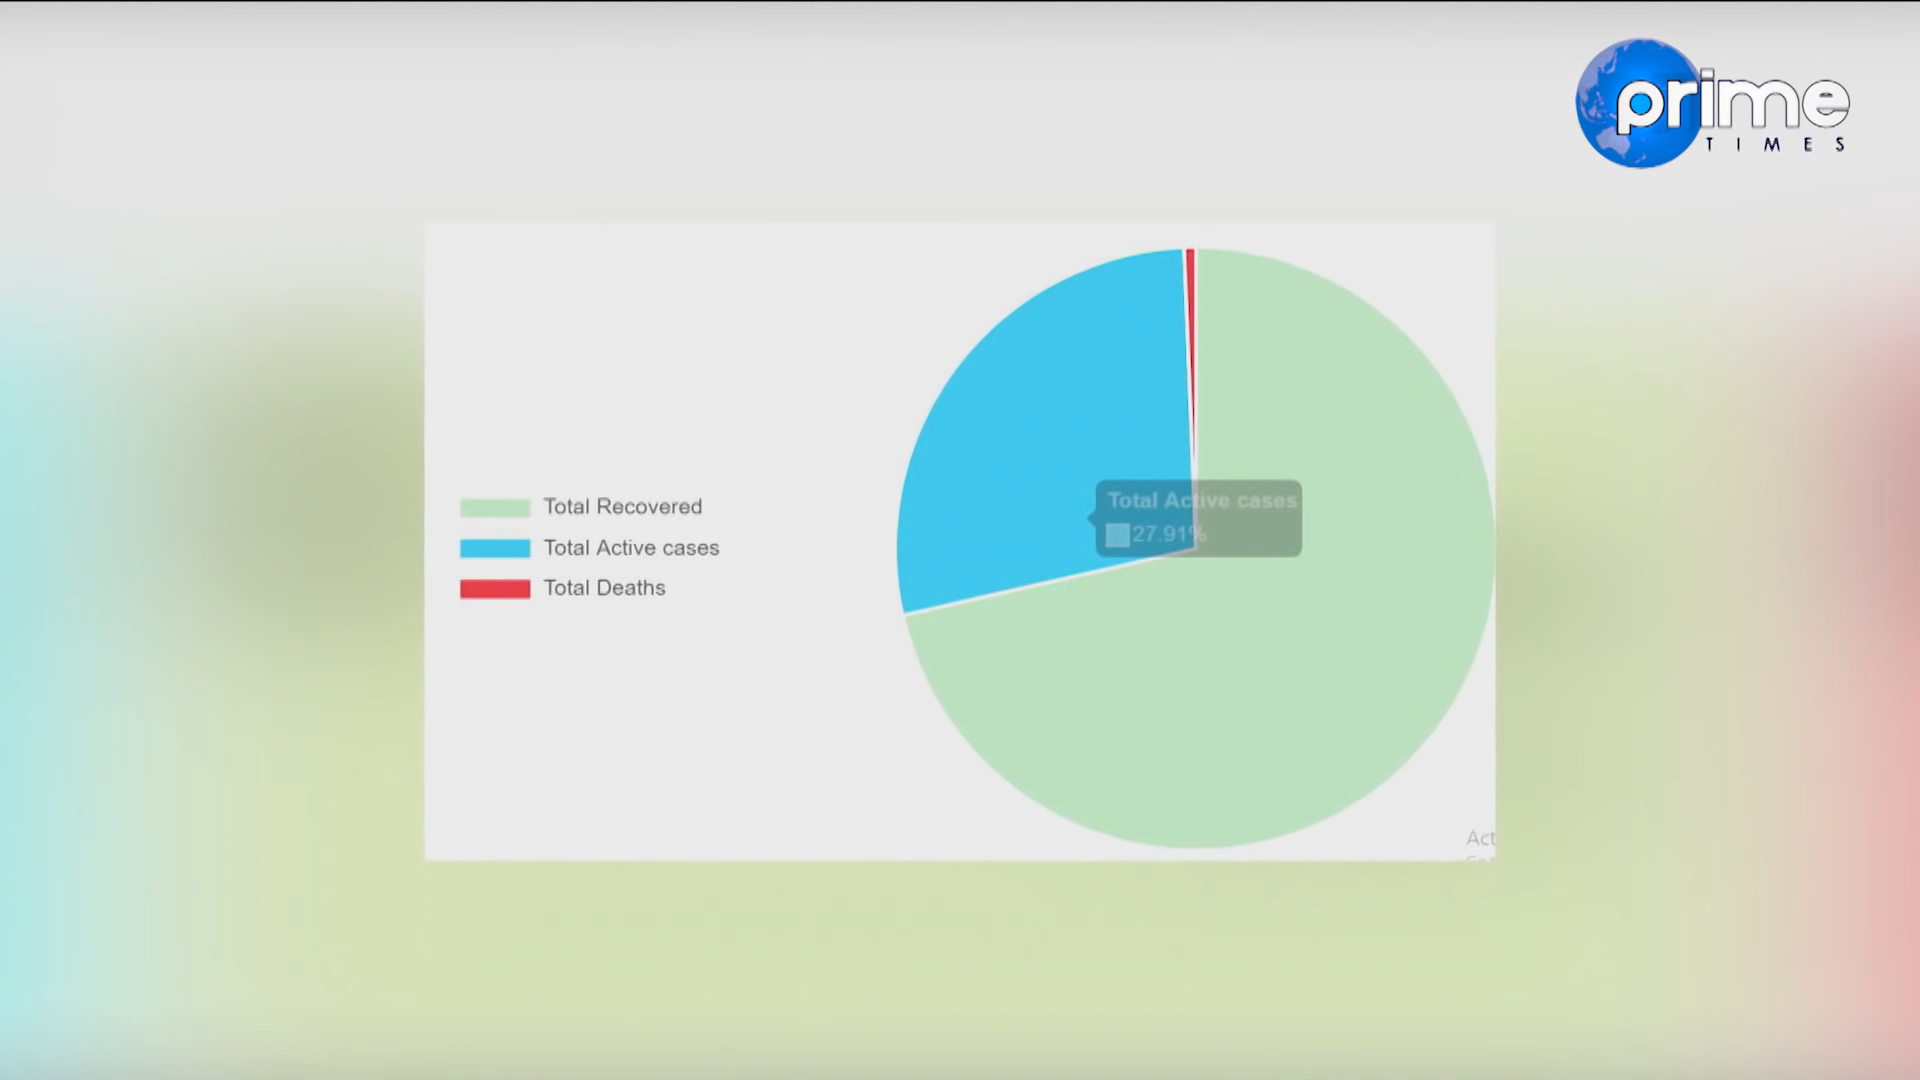 prime
TIMES
Total Recovered
Total Active cases
Total Deaths
Total Active cases
27.91%
Act